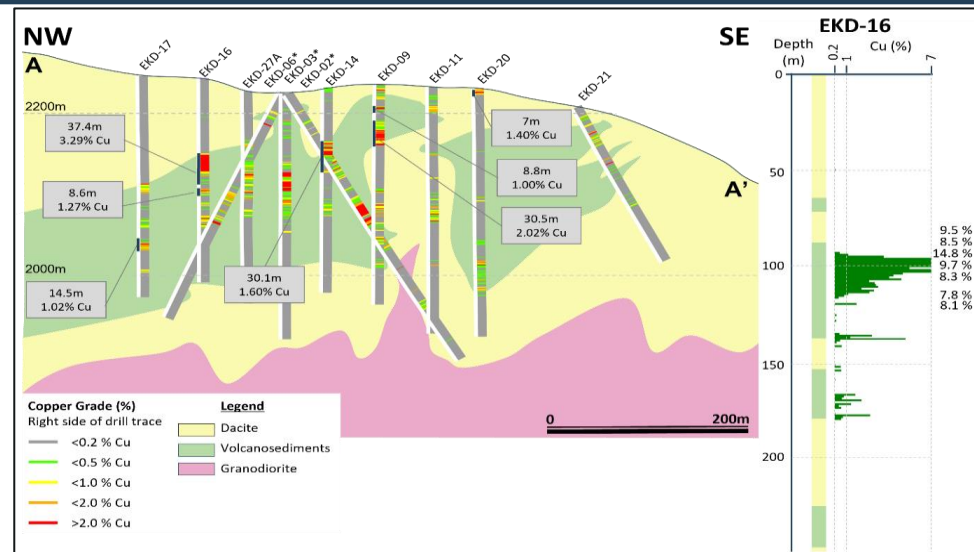 NW
SE
EKD-16
A
A'
EKD-17
EKD-16
EKD-27A
EKD-06*
EKD-03*
EKD-02*
EKD-14
EKD-09
EKD-11
EKD-20
EKD-21
2200m
2000m
37.4m
3.29% Cu
8.6m
1.27% Cu
14.5m
1.02% Cu
30.1m
1.60% Cu
7m
1.40% Cu
8.8m
1.00% Cu
30.5m
2.02% Cu
Copper Grade (%)
Right side of drill trace
<0.2 % Cu
<0.5 % Cu
<1.0 % Cu
<2.0 % Cu
>2.0 % Cu
Legend
Dacite
Volcanosediments
Granodiorite
0 200m
Depth
(m)
Cu (%)
0.2
1
7
0
50
100
150
200
9.5 %
8.5 %
14.8 %
9.7 %
8.3 %
7.8 %
8.1 %